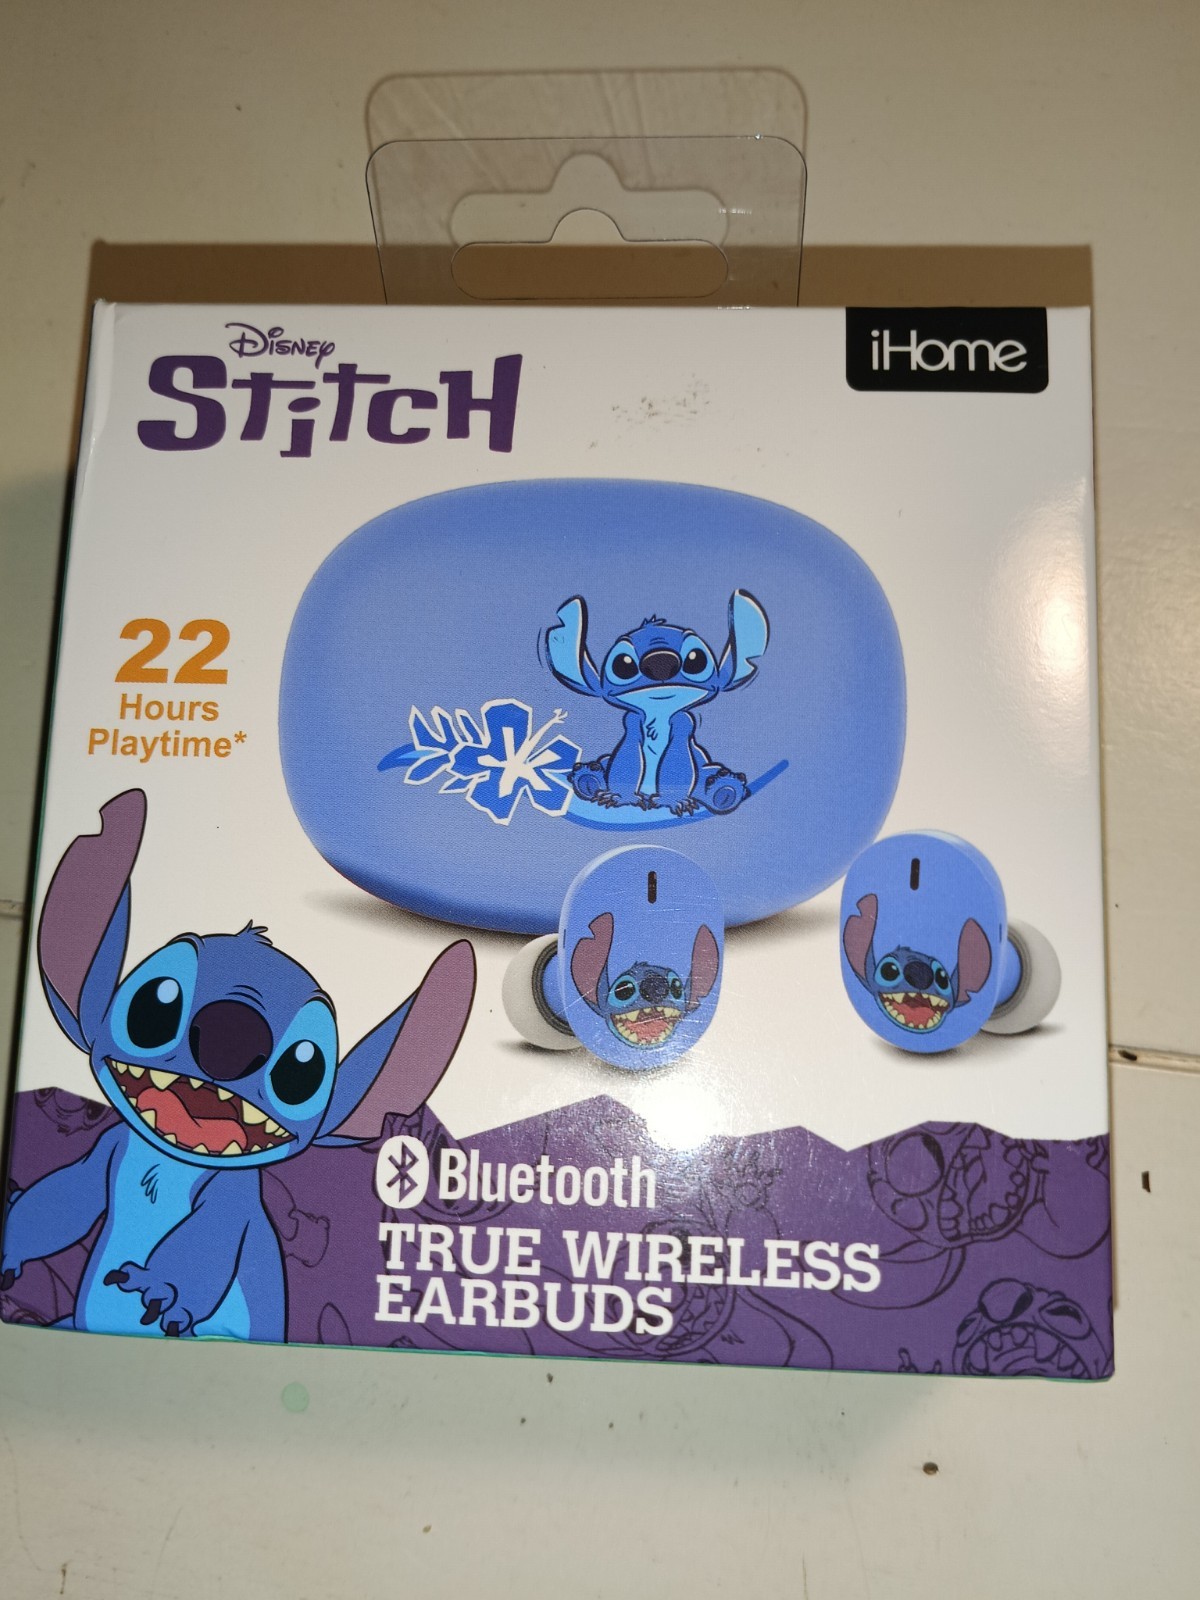 Disney
Stitch
iHome
22
Hours
Playtime*
Bluetooth
TRUE WIRELESS
EARBUDS